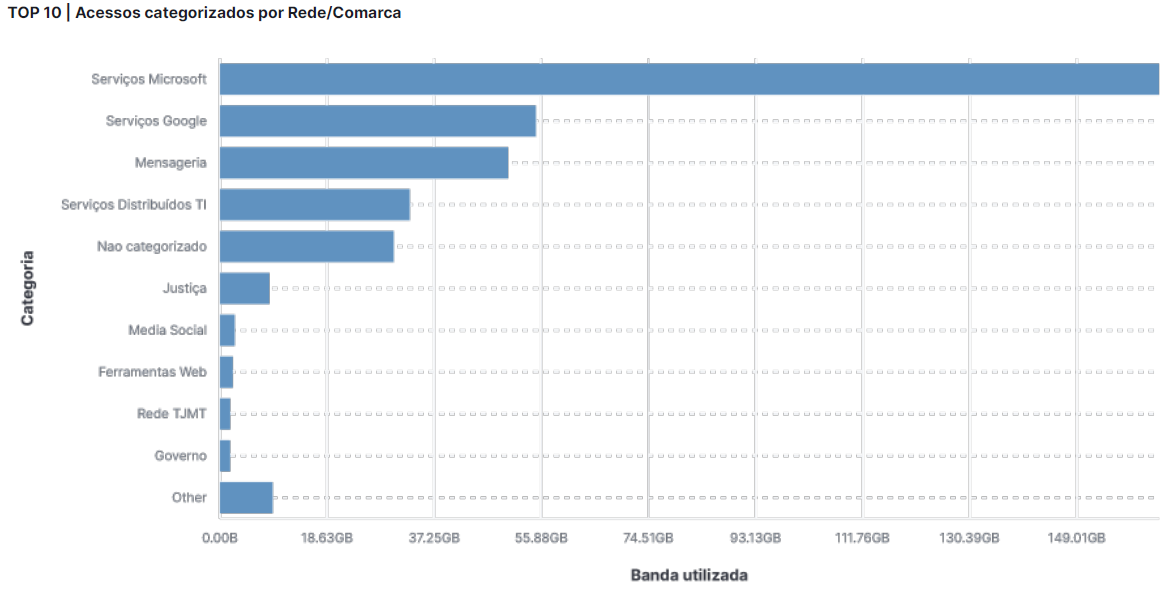 TOP 10 | Acessos categorizados por Rede/Comarca
Categoria
Serviços Microsoft
Serviços Google
Mensageria
Serviços Distribuídos TI
Nao categorizado
Justiça
Media Social
Ferramentas Web
Rede TJMT
Governo
Other
0.00B 18.63GB 37.25GB 55.88GB 74.51GB 93.13GB 111.76GB 130.39GB 149.01GB
Banda utilizada